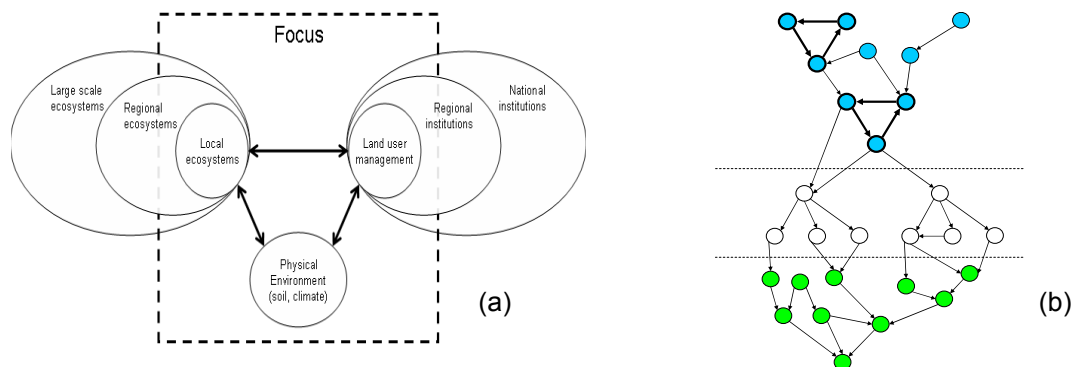 Focus
Large scale
ecosystems
Regional
ecosystems
Local
ecosystems
Land user
management
Regional
institutions
National
institutions
Physical
Environment
(soil, climate)
(a)
(b)